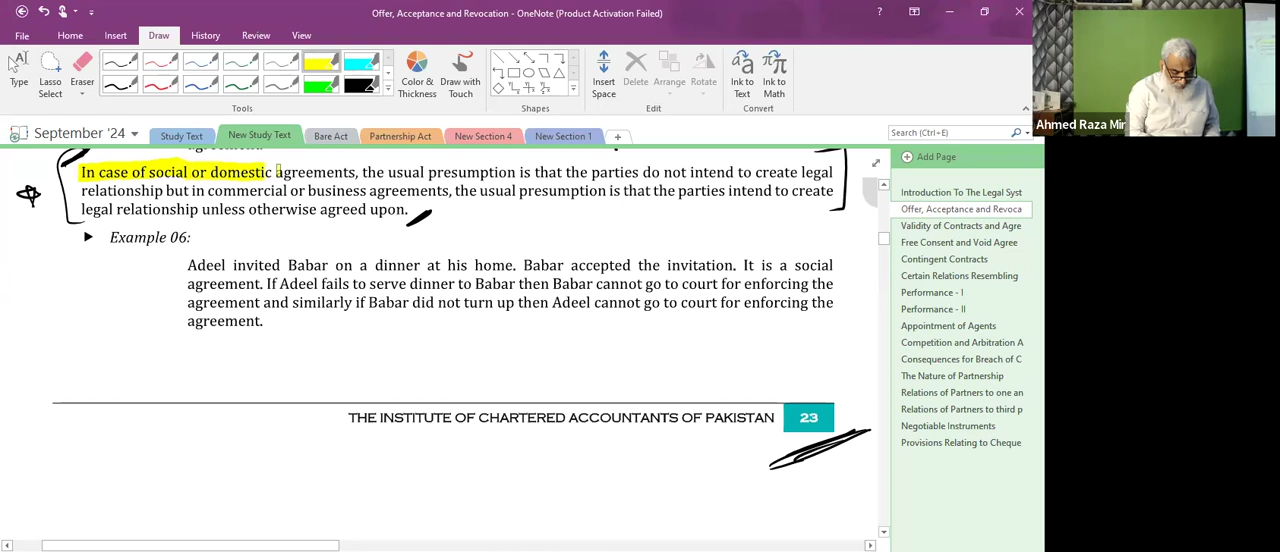 Offer, Acceptance and Revocation - OneNote (Product Activation Failed)
File Home Insert Draw History Review View
Type
Lasso Select
Eraser
Color & Thickness
Draw with Touch
Insert Space
Delete
Arrange
Rotate
Ink to Text
Ink to Math
Tools
Shapes
Edit
Convert
September '24
Study Text
New Study Text
Bare Act
Partnership Act
New Section 4
New Section 1
Search (Ctrl+E)
Ahmed Raza Mir
In case of social or domestic agreements, the usual presumption is that the parties do not intend to create legal
relationship but in commercial or business agreements, the usual presumption is that the parties intend to create
legal relationship unless otherwise agreed upon.
Example 06:
Adeel invited Babar on a dinner at his home. Babar accepted the invitation. It is a social
agreement. If Adeel fails to serve dinner to Babar then Babar cannot go to court for enforcing the
agreement and similarly if Babar did not turn up then Adeel cannot go to court for enforcing the
agreement.
THE INSTITUTE OF CHARTERED ACCOUNTANTS OF PAKISTAN 23
Add Page
Introduction To The Legal Syst
Offer, Acceptance and Revoca
Validity of Contracts and Agre
Free Consent and Void Agree
Contingent Contracts
Certain Relations Resembling
Performance - I
Performance - II
Appointment of Agents
Competition and Arbitration A
Consequences for Breach of C
The Nature of Partnership
Relations of Partners to one an
Relations of Partners to third p
Negotiable Instruments
Provisions Relating to Cheque